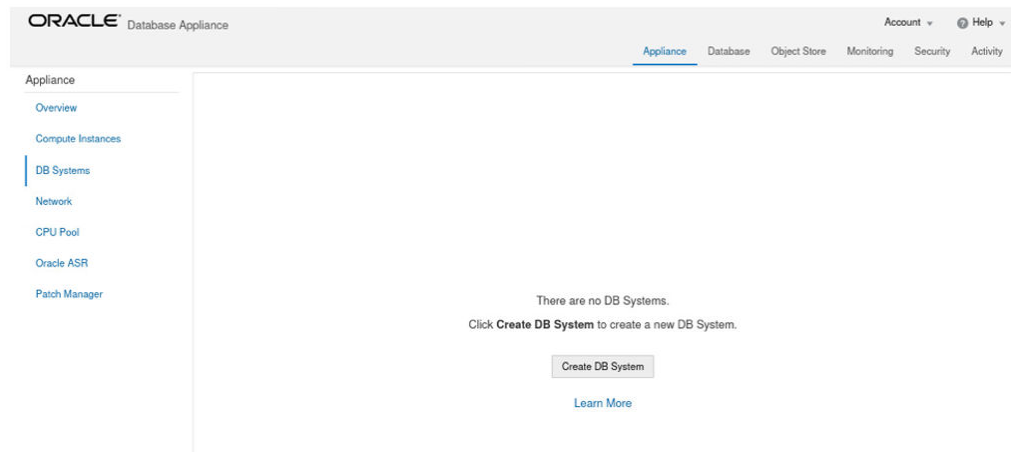 ORACLE® Database Appliance
Account
Help
Appliance Database Object Store Monitoring Security Activity
Appliance
Overview
Compute Instances
DB Systems
Network
CPU Pool
Oracle ASR
Patch Manager
There are no DB Systems.
Click Create DB System to create a new DB System.
Create DB System
Learn More